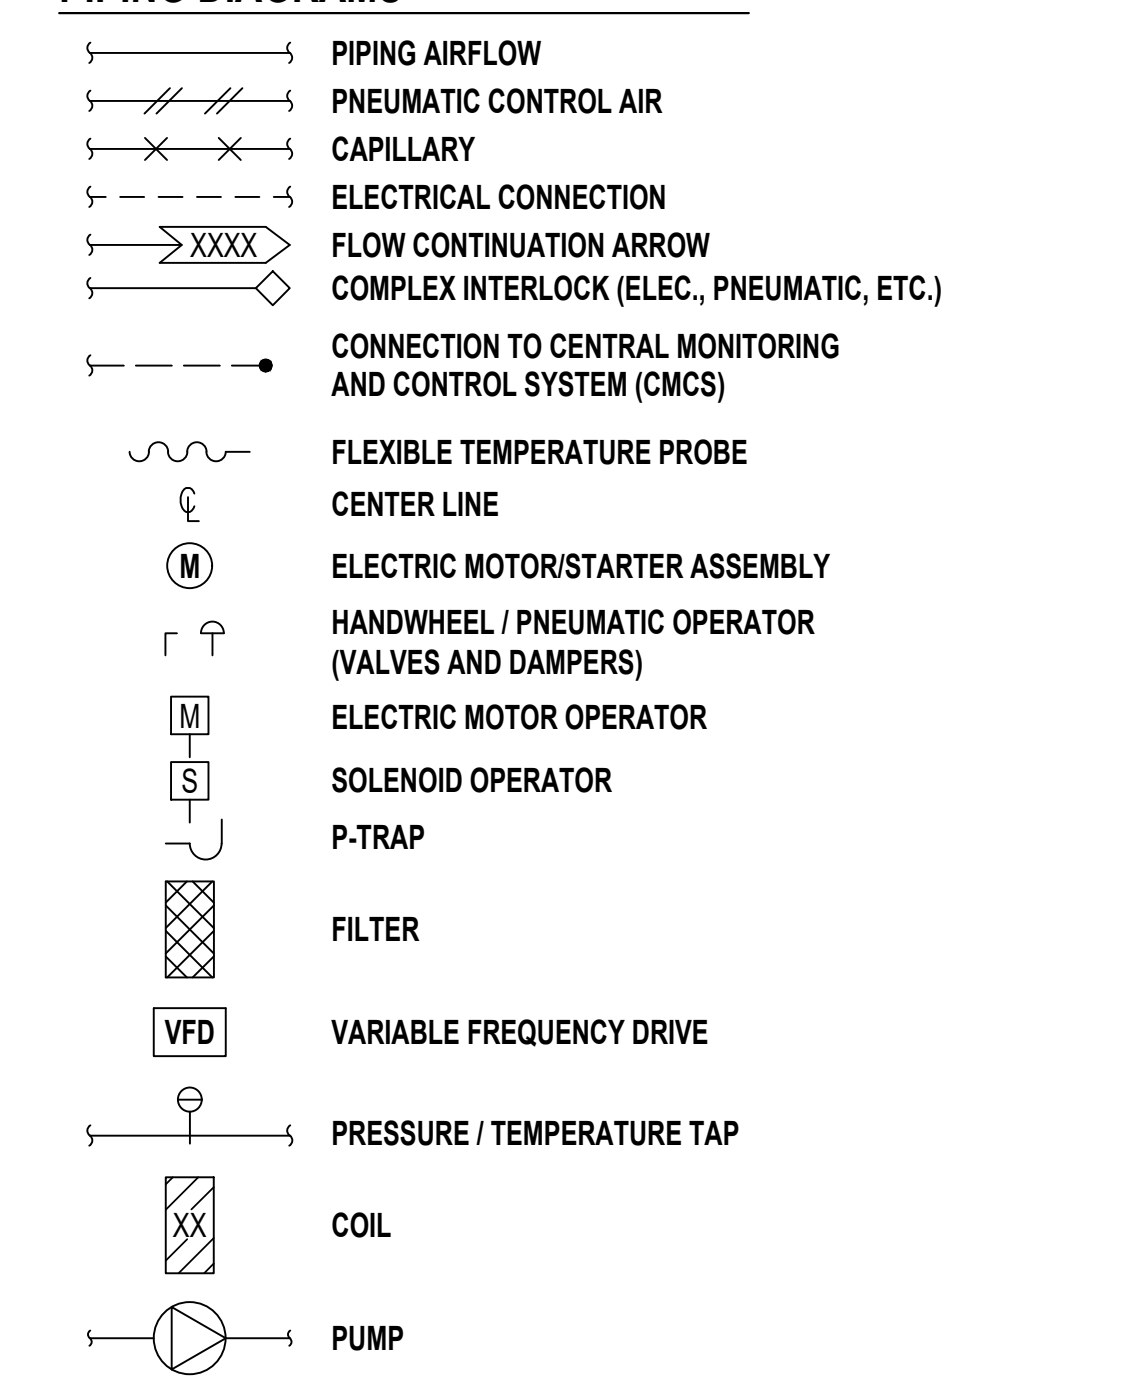 PIPING DIAGRAMS
PIPING AIRFLOW
PNEUMATIC CONTROL AIR
CAPILLARY
ELECTRICAL CONNECTION
XXXX FLOW CONTINUATION ARROW
COMPLEX INTERLOCK (ELEC., PNEUMATIC, ETC.)
CONNECTION TO CENTRAL MONITORING
AND CONTROL SYSTEM (CMCS)
FLEXIBLE TEMPERATURE PROBE
℄ CENTER LINE
M ELECTRIC MOTOR/STARTER ASSEMBLY
HANDWHEEL / PNEUMATIC OPERATOR
(VALVES AND DAMPERS)
M ELECTRIC MOTOR OPERATOR
S SOLENOID OPERATOR
P-TRAP
FILTER
VFD VARIABLE FREQUENCY DRIVE
PRESSURE / TEMPERATURE TAP
XX COIL
PUMP